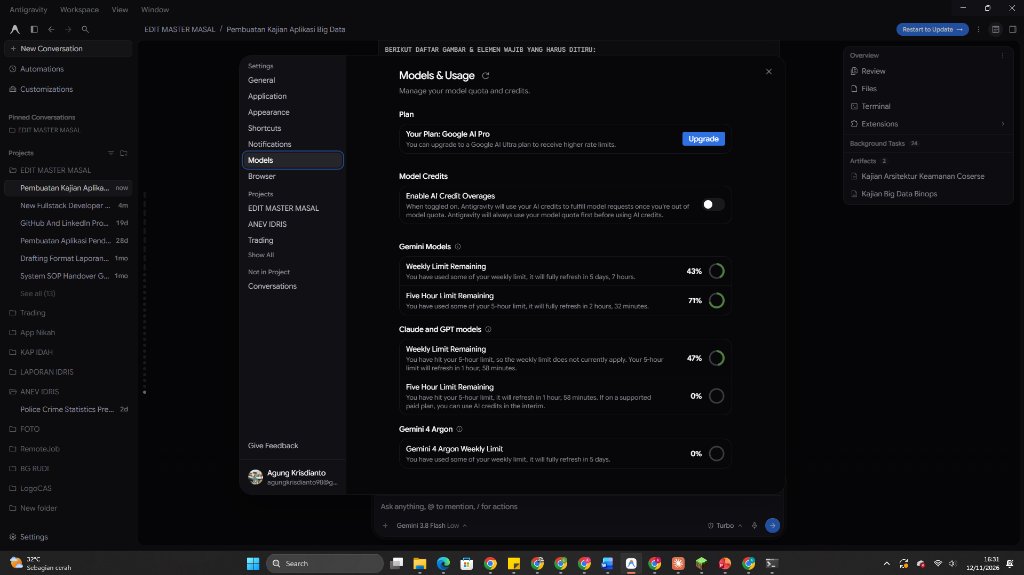 Antigravity Workspace View Window
EDIT MASTER MASAL / Pembuatan Kajian Aplikasi Big Data
Restart to Update →
+ New Conversation
Automations
Customizations
Pinned Conversations
EDIT MASTER MASAL
Projects
EDIT MASTER MASAL
Pembuatan Kajian Aplika... now
New Fullstack Developer ... 4m
GitHub And LinkedIn Pro... 19d
Pembuatan Aplikasi Pend... 28d
Drafting Format Laporan... 1mo
System SOP Handover G... 1mo
See all (13)
Trading
App Nikah
KAP IDAH
LAPORAN IDRIS
ANEV IDRIS
Police Crime Statistics Pre... 2d
FOTO
RemoteJob
BG RUDI
LogoCAS
New folder
Settings
BERIKUT DAFTAR GAMBAR & ELEMEN WAJIB YANG HARUS DITIRU:
Settings
General
Application
Appearance
Shortcuts
Notifications
Models
Browser
Projects
EDIT MASTER MASAL
ANEV IDRIS
Trading
Show All
Not in Project
Conversations
Give Feedback
Agung Krisdianto
agungkrisdianto98@g...
Models & Usage
Manage your model quota and credits.
Plan
Your Plan: Google AI Pro
You can upgrade to a Google AI Ultra plan to receive higher rate limits.
Upgrade
Model Credits
Enable AI Credit Overages
When toggled on, Antigravity will use your AI credits to fulfill model requests once you're out of
model quota. Antigravity will always use your model quota first before using AI credits.
Gemini Models
Weekly Limit Remaining
You have used some of your weekly limit, it will fully refresh in 5 days, 7 hours.
43%
Five Hour Limit Remaining
You have used some of your 5-hour limit, it will fully refresh in 2 hours, 32 minutes.
71%
Claude and GPT models
Weekly Limit Remaining
You have hit your 5-hour limit, so the weekly limit does not currently apply. Your 5-hour
limit will refresh in 1 hour, 58 minutes.
47%
Five Hour Limit Remaining
You have hit your 5-hour limit, it will refresh in 1 hour, 58 minutes. If on a supported
paid plan, you can use AI credits in the interim.
0%
Gemini 4 Argon
Gemini 4 Argon Weekly Limit
You have used some of your weekly limit, it will fully refresh in 5 days.
0%
Ask anything, @ to mention, / for actions
+ Gemini 3.8 Flash Low
Turbo
Overview
Review
Files
Terminal
Extensions
Background Tasks 24
Artifacts 2
Kajian Arsitektur Keamanan Coserse
Kajian Big Data Binops
32°C
Sebagian cerah
Search
16:31
12/11/2026